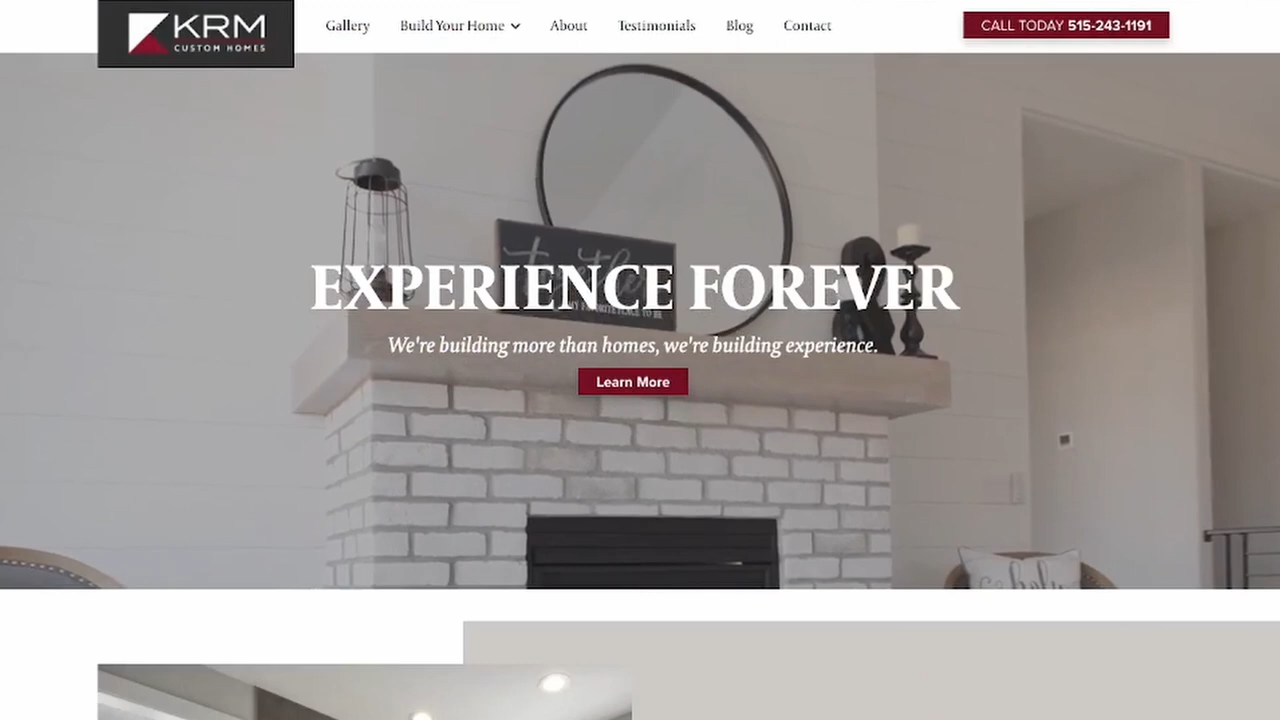 KRM
CUSTOM HOMES
Gallery
Build Your Home
About
Testimonials
Blog
Contact
CALL TODAY 515-243-1191
EXPERIENCE FOREVER
We're building more than homes, we're building experience.
Learn More